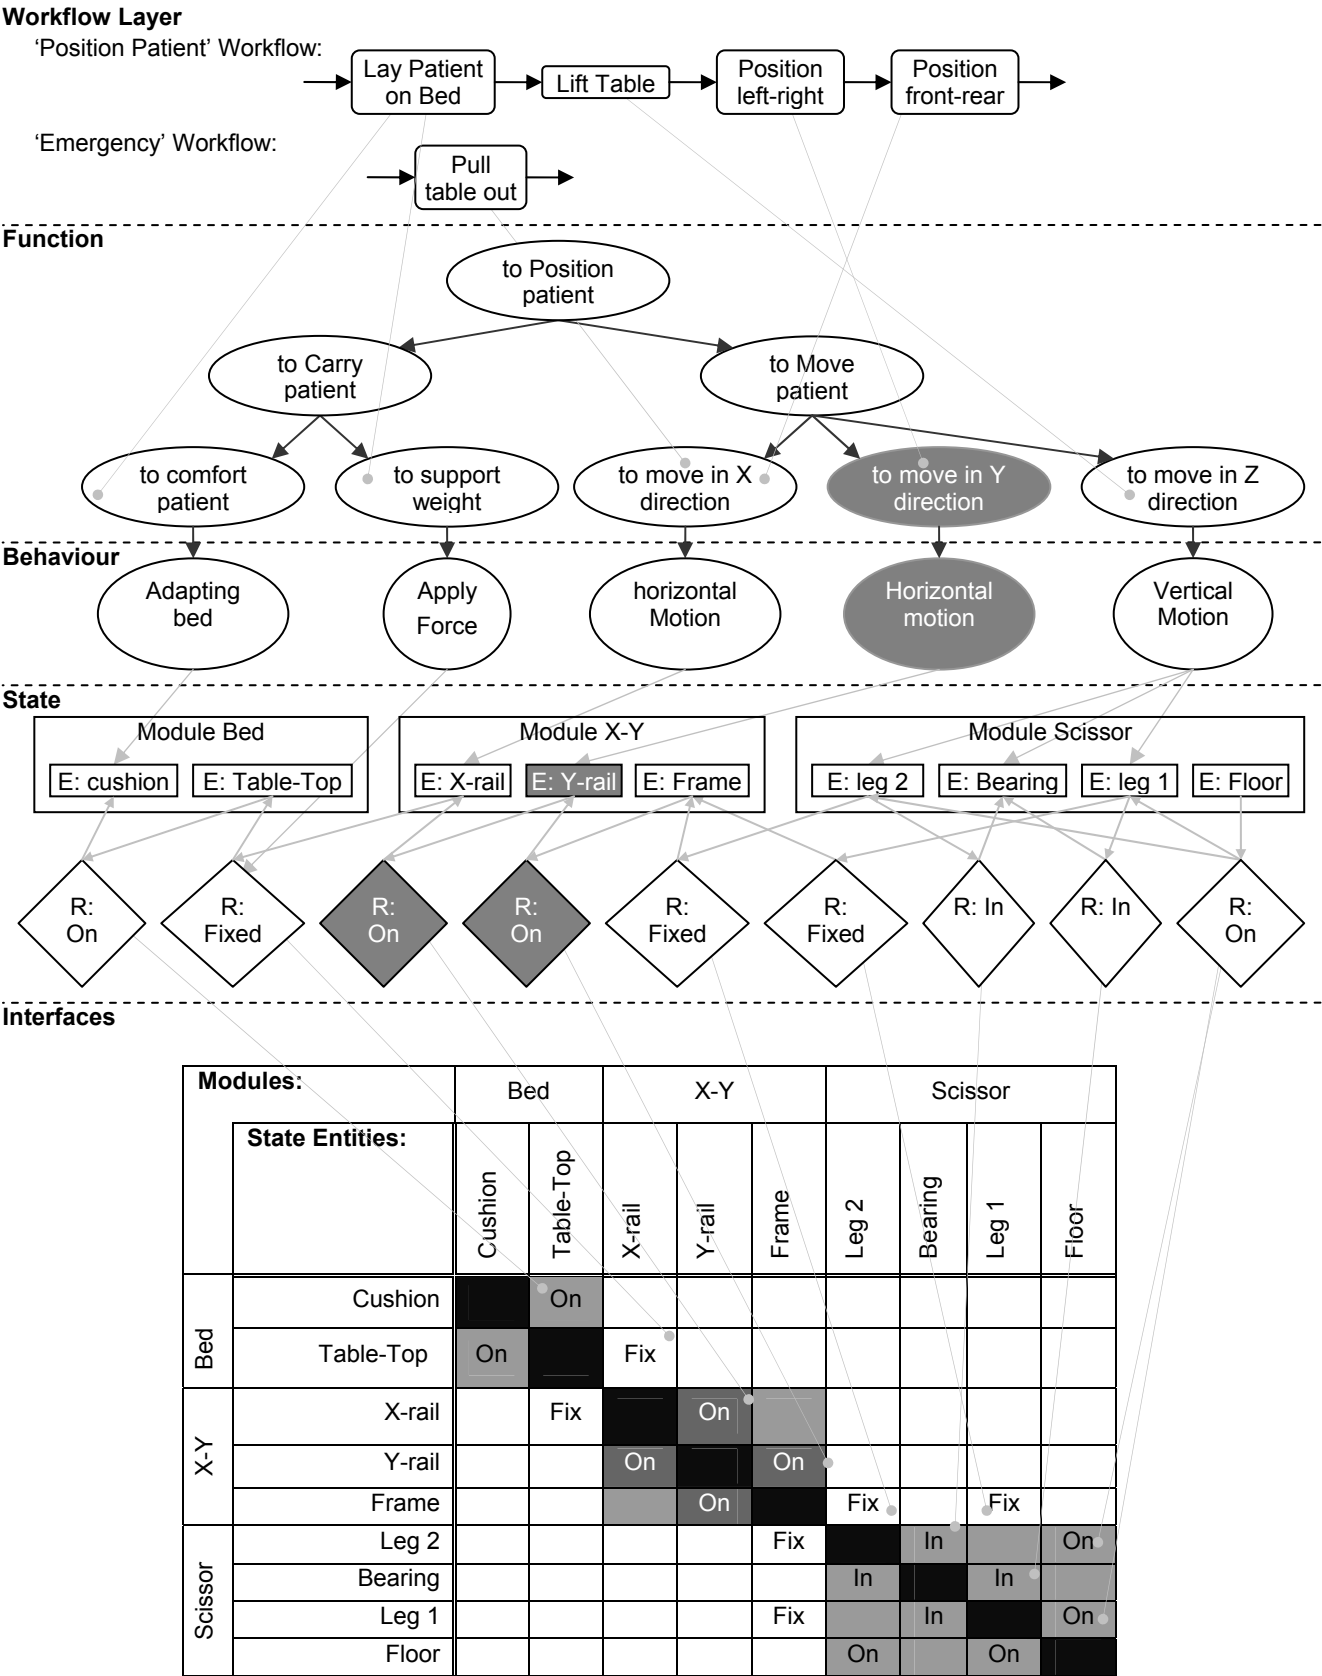 Workflow Layer
‘Position Patient’ Workflow:
Lay Patient
on Bed
Lift Table
Position
left-right
Position
front-rear
‘Emergency’ Workflow:
Pull
table out
Function
to Position
patient
to Carry
patient
to Move
patient
to comfort
patient
to support
weight
to move in X
direction
to move in Y
direction
to move in Z
direction
Behaviour
Adapting
bed
Apply
Force
horizontal
Motion
Horizontal
motion
Vertical
Motion
State
Module Bed
Module X-Y
Module Scissor
E: cushion
E: Table-Top
E: X-rail
E: Y-rail
E: Frame
E: leg 2
E: Bearing
E: leg 1
E: Floor
R:
On
R:
Fixed
R:
On
R:
On
R:
Fixed
R:
Fixed
R: In
R: In
R:
On
Interfaces
Modules: Bed X-Y Scissor
State Entities: Cushion Table-Top X-rail Y-rail Frame Leg 2 Bearing Leg 1 Floor
Bed
Cushion On
Table-Top On Fix
X-Y
X-rail Fix On
Y-rail On On
Frame On Fix Fix
Scissor
Leg 2 Fix In On
Bearing In In
Leg 1 Fix In On
Floor On On